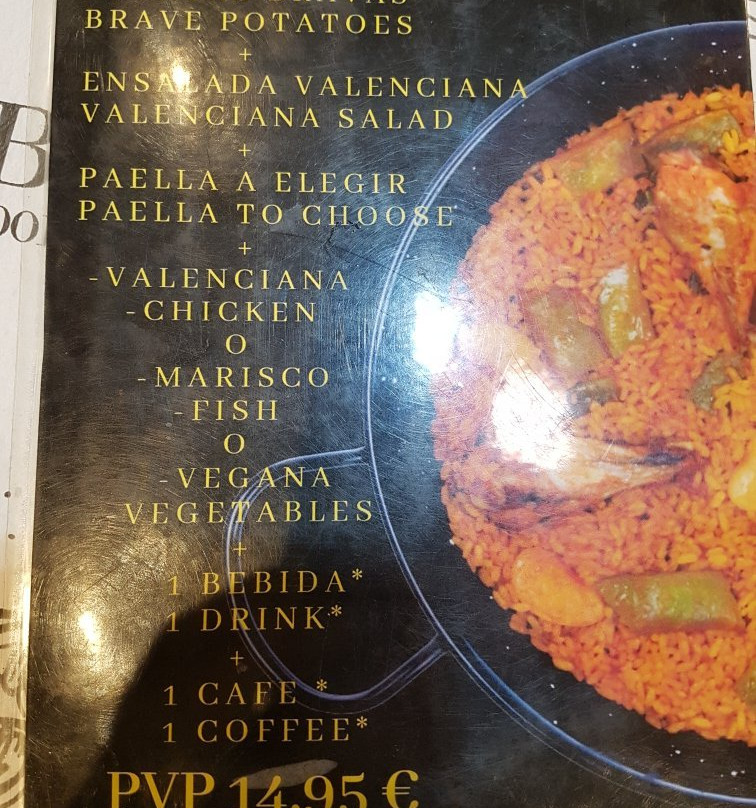 BRAVE POTATOES
+
ENSALADA VALENCIANA
VALENCIANA SALAD
+
PAELLA A ELEGIR
PAELLA TO CHOOSE
+
-VALENCIANA
-CHICKEN
O
-MARISCO
-FISH
O
-VEGANA
VEGETABLES
+
1 BEBIDA*
1 DRINK*
+
1 CAFE *
1 COFFEE*
PVP 14,95 €